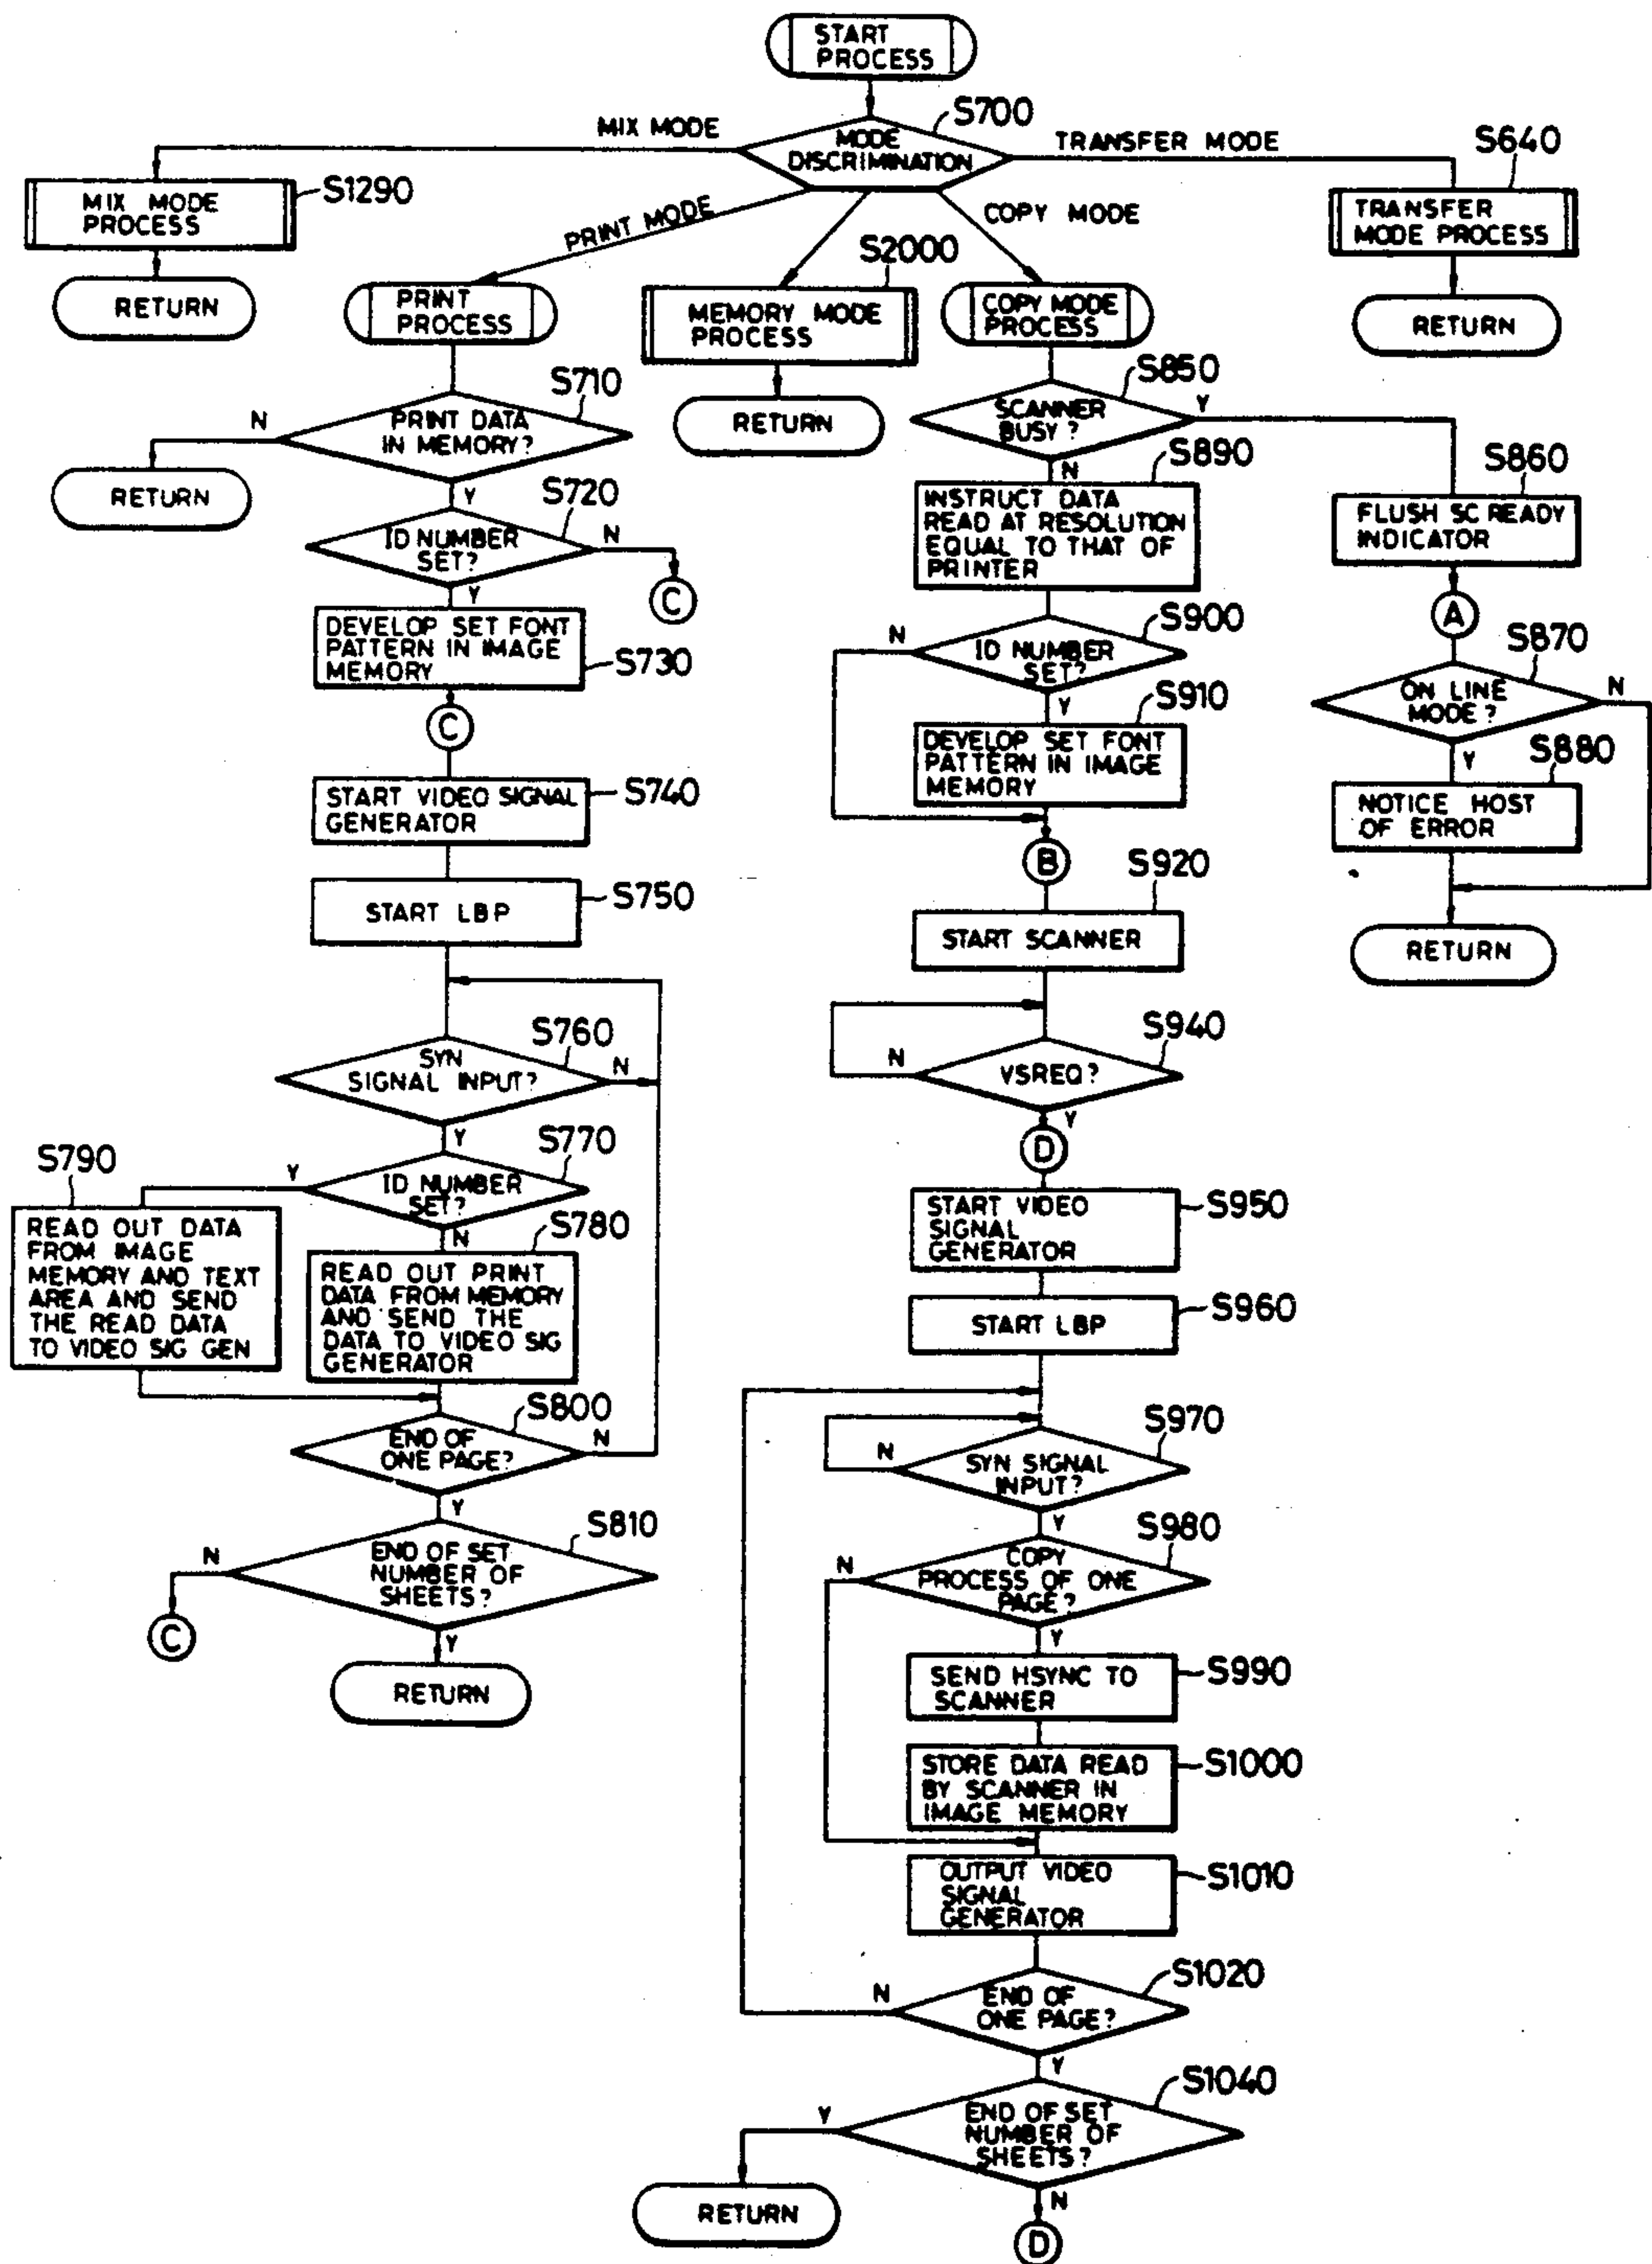 START
PROCESS
S700
MIX MODE
MODE
DISCRIMINATION
TRANSFER MODE
S640
S1290
MIX MODE
PROCESS
PRINT MODE
COPY MODE
TRANSFER
MODE PROCESS
S2000
RETURN
PRINT
PROCESS
MEMORY MODE
PROCESS
COPY MODE
PROCESS
RETURN
S710
N
PRINT DATA
IN MEMORY?
RETURN
S850
SCANNER
BUSY?
Y
RETURN
Y
S720
ID NUMBER
SET?
N
C
Y
DEVELOP SET FONT
PATTERN IN IMAGE
MEMORY
S730
C
START VIDEO SIGNAL
GENERATOR
S740
START LBP
S750
S760
SYN
SIGNAL INPUT?
N
Y
S770
Y
ID NUMBER
SET?
S790
READ OUT DATA
FROM IMAGE
MEMORY AND TEXT
AREA AND SEND
THE READ DATA
TO VIDEO SIG GEN
N
S780
READ OUT PRINT
DATA FROM MEMORY
AND SEND THE
DATA TO VIDEO SIG
GENERATOR
S800
END OF
ONE PAGE?
N
Y
S810
N
END OF SET
NUMBER OF
SHEETS?
C
Y
RETURN
N
S890
INSTRUCT DATA
READ AT RESOLUTION
EQUAL TO THAT OF
PRINTER
S900
N
ID NUMBER
SET?
Y
S910
DEVELOP SET FONT
PATTERN IN IMAGE
MEMORY
B
S920
START SCANNER
S940
N
VSREQ?
Y
D
START VIDEO
SIGNAL
GENERATOR
S950
START LBP
S960
S970
N
SYN SIGNAL
INPUT?
Y
S980
N
COPY
PROCESS OF ONE
PAGE?
Y
SEND HSYNC TO
SCANNER
S990
STORE DATA READ
BY SCANNER IN
IMAGE MEMORY
S1000
OUTPUT VIDEO
SIGNAL
GENERATOR
S1010
S1020
N
END OF
ONE PAGE?
Y
S1040
Y
END OF SET
NUMBER OF
SHEETS?
RETURN
N
D
S860
FLUSH SC READY
INDICATOR
A
S870
ON LINE
MODE?
N
Y
S880
NOTICE HOST
OF ERROR
RETURN